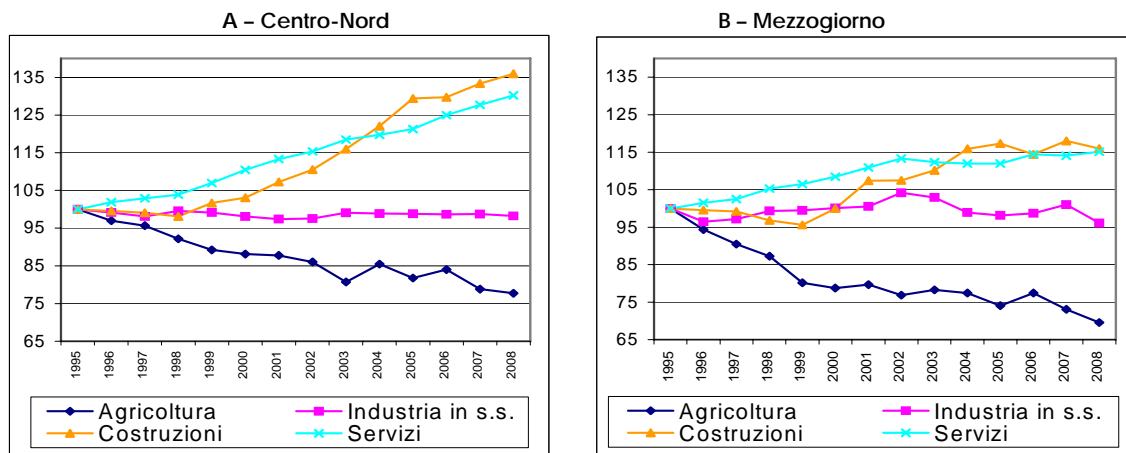 A – Centro-Nord
135
125
115
105
95
85
75
65
1995 1996 1997 1998 1999 2000 2001 2002 2003 2004 2005 2006 2007 2008
Agricoltura Industria in s.s.
Costruzioni Servizi
B – Mezzogiorno
135
125
115
105
95
85
75
65
1995 1996 1997 1998 1999 2000 2001 2002 2003 2004 2005 2006 2007 2008
Agricoltura Industria in s.s.
Costruzioni Servizi